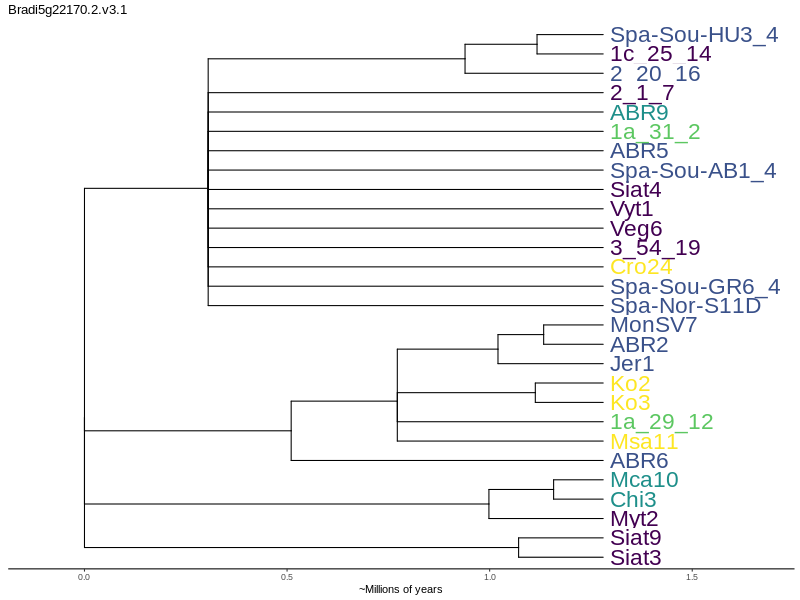 Bradi5g22170.2.v3.1
Spa-Sou-HU3_4
1c_25_14
2_20_16
2_1_7
ABR9
1a_31_2
ABR5
Spa-Sou-AB1_4
Siat4
Vyt1
Veg6
3_54_19
Cro24
Spa-Sou-GR6_4
Spa-Nor-S11D
MonSV7
ABR2
Jer1
Ko2
Ko3
1a_29_12
Msa11
ABR6
Mca10
Chi3
Myt2
Siat9
Siat3
0.0 0.5 1.0 1.5
~Millions of years